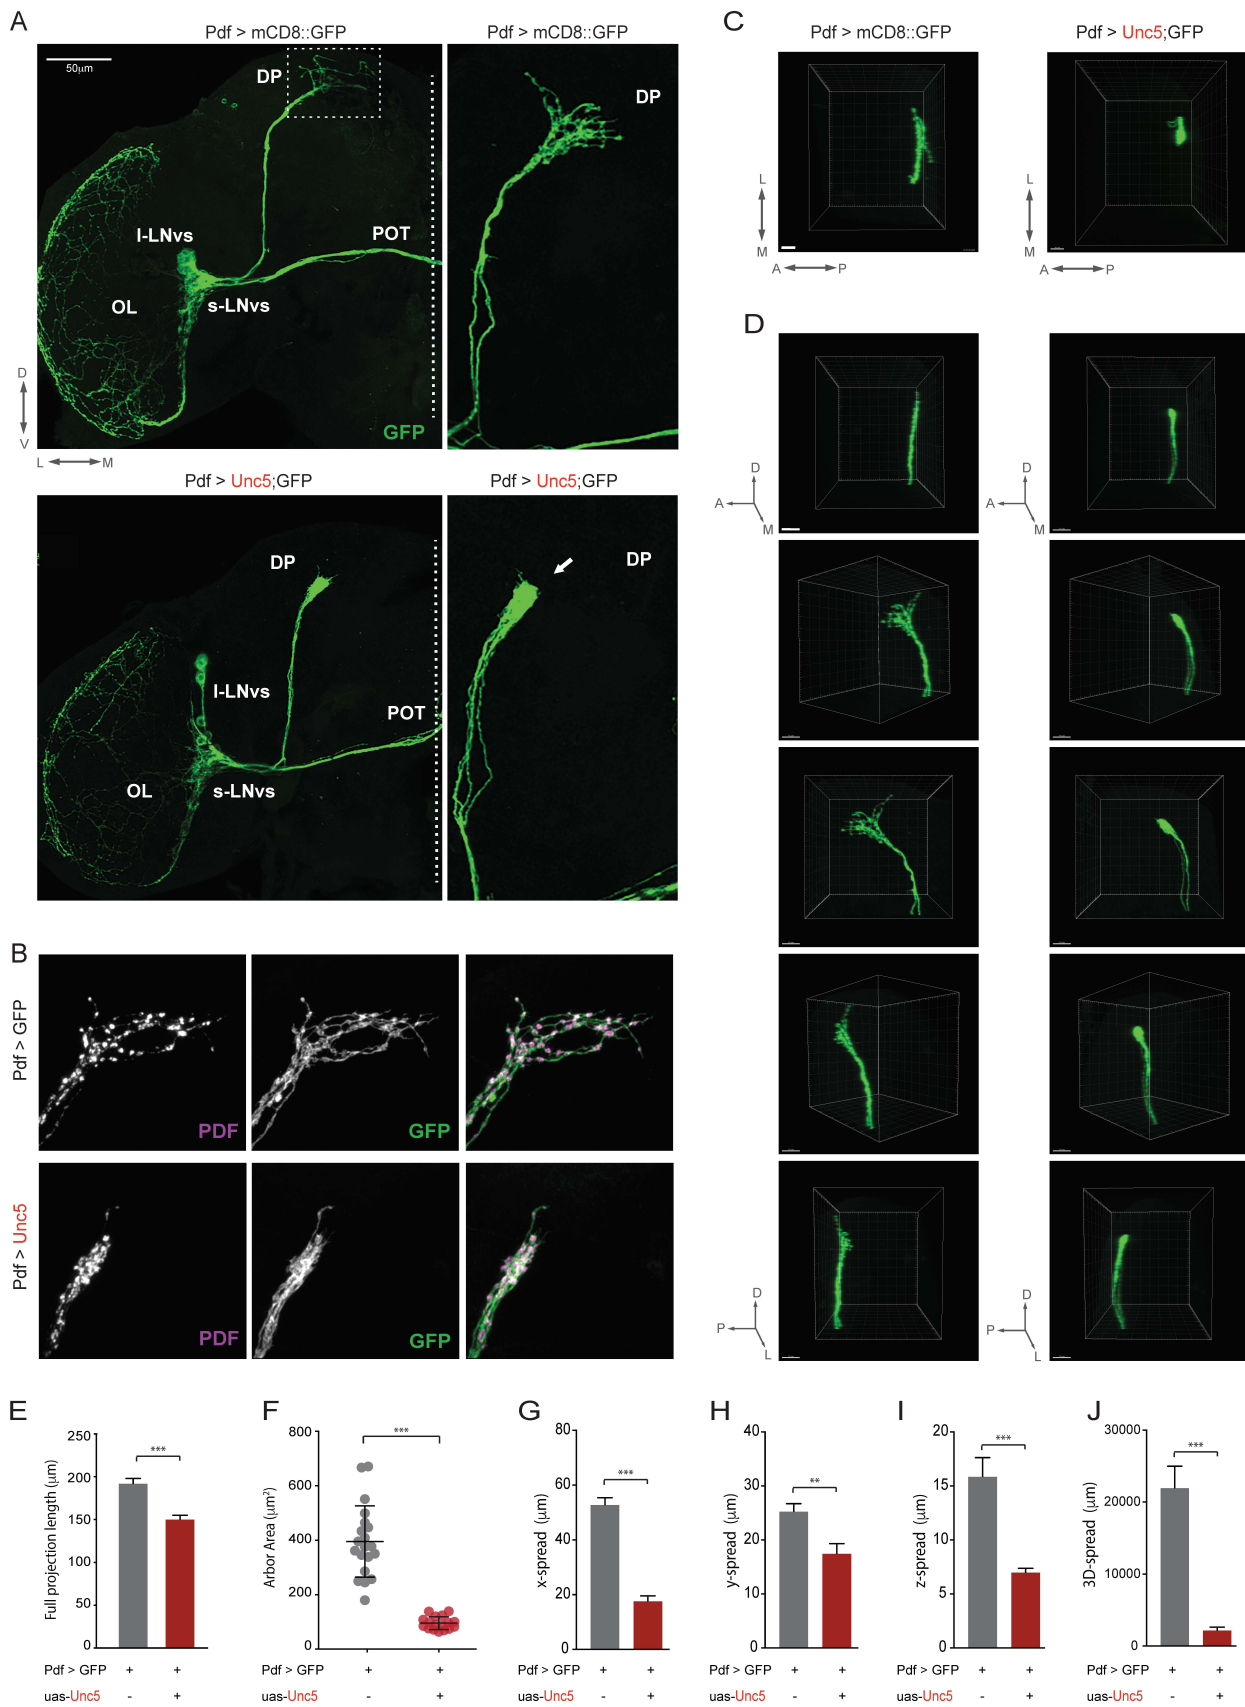 A
Pdf > mCD8::GFP
Pdf > mCD8::GFP
50µm
DP
DP
l-LNvs
POT
OL
s-LNvs
D
V
GFP
L
M
Pdf > Unc5;GFP
Pdf > Unc5;GFP
DP
DP
l-LNvs
POT
OL
s-LNvs
B
Pdf > GFP
PDF
GFP
Pdf > Unc5
PDF
GFP
C
Pdf > mCD8::GFP
Pdf > Unc5;GFP
L
M
A
P
L
M
A
P
D
D
A
M
D
A
M
D
P
L
D
P
L
E
Full projection length (µm)
250
200
150
100
50
0
***
Pdf > GFP + +
uas-Unc5 - +
F
Arbor Area (µm²)
800
600
400
200
0
***
Pdf > GFP + +
uas-Unc5 - +
G
x-spread (µm)
80
60
40
20
0
***
Pdf > GFP + +
uas-Unc5 - +
H
y-spread (µm)
40
30
20
10
0
**
Pdf > GFP + +
uas-Unc5 - +
I
z-spread (µm)
20
15
10
5
0
***
Pdf > GFP + +
uas-Unc5 - +
J
3D-spread (µm)
30000
20000
10000
0
***
Pdf > GFP + +
uas-Unc5 - +